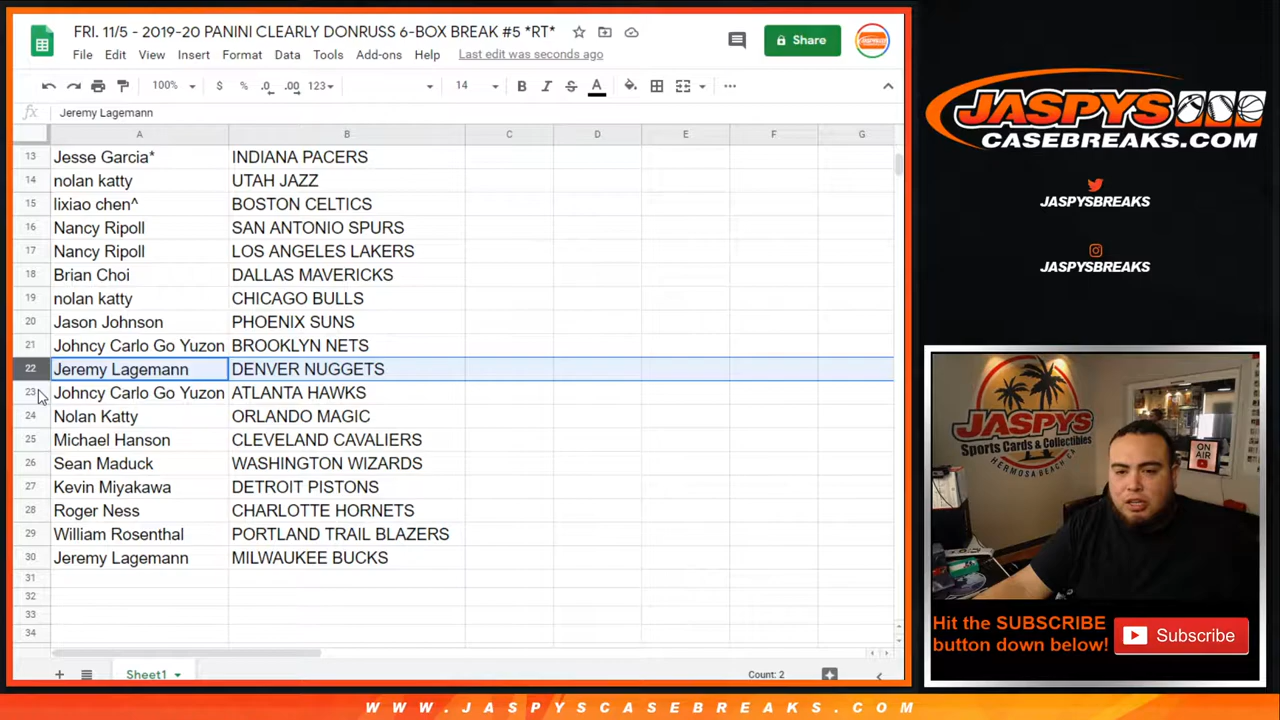 FRI. 11/5 - 2019-20 PANINI CLEARLY DONRUSS 6-BOX BREAK #5 *RT*
Share
File Edit View Insert Format Data Tools Add-ons Help Last edit was seconds ago
100% $ % .0 .00 123 14 B I S A
fx Jeremy Lagemann
A B C D E F G
13 Jesse Garcia* INDIANA PACERS
14 nolan katty UTAH JAZZ
15 lixiao chen^ BOSTON CELTICS
16 Nancy Ripoll SAN ANTONIO SPURS
17 Nancy Ripoll LOS ANGELES LAKERS
18 Brian Choi DALLAS MAVERICKS
19 nolan katty CHICAGO BULLS
20 Jason Johnson PHOENIX SUNS
21 Johncy Carlo Go Yuzon BROOKLYN NETS
22 Jeremy Lagemann DENVER NUGGETS
23 Johncy Carlo Go Yuzon ATLANTA HAWKS
24 Nolan Katty ORLANDO MAGIC
25 Michael Hanson CLEVELAND CAVALIERS
26 Sean Maduck WASHINGTON WIZARDS
27 Kevin Miyakawa DETROIT PISTONS
28 Roger Ness CHARLOTTE HORNETS
29 William Rosenthal PORTLAND TRAIL BLAZERS
30 Jeremy Lagemann MILWAUKEE BUCKS
31
32
33
34
Sheet1 Count: 2
JASPYS
CASEBREAKS.COM
JASPYSBREAKS
JASPYSBREAKS
JASPYS
Sports Cards & Collectibles
HERMOSA BEACH, CA
ON AIR
Hit the SUBSCRIBE
button down below!
Subscribe
WWW.JASPYSCASEBREAKS.COM